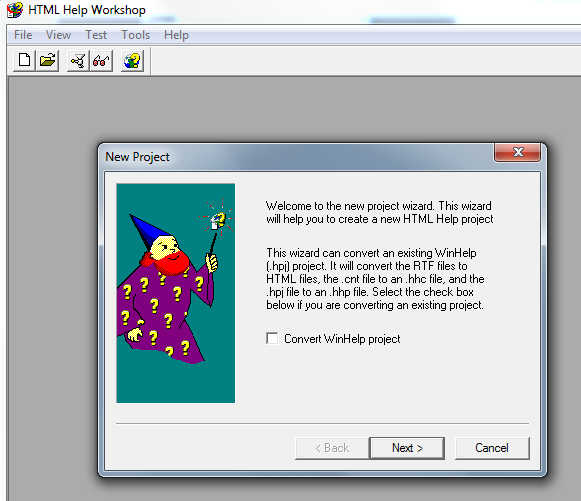 HTML Help Workshop
File View Test Tools Help
New Project
Welcome to the new project wizard. This wizard
will help you to create a new HTML Help project
This wizard can convert an existing WinHelp
(.hpj) project. It will convert the RTF files to
HTML files, the .cnt file to an .hhc file, and the
.hpj file to an .hhp file. Select the check box
below if you are converting an existing project.
Convert WinHelp project
< Back Next > Cancel